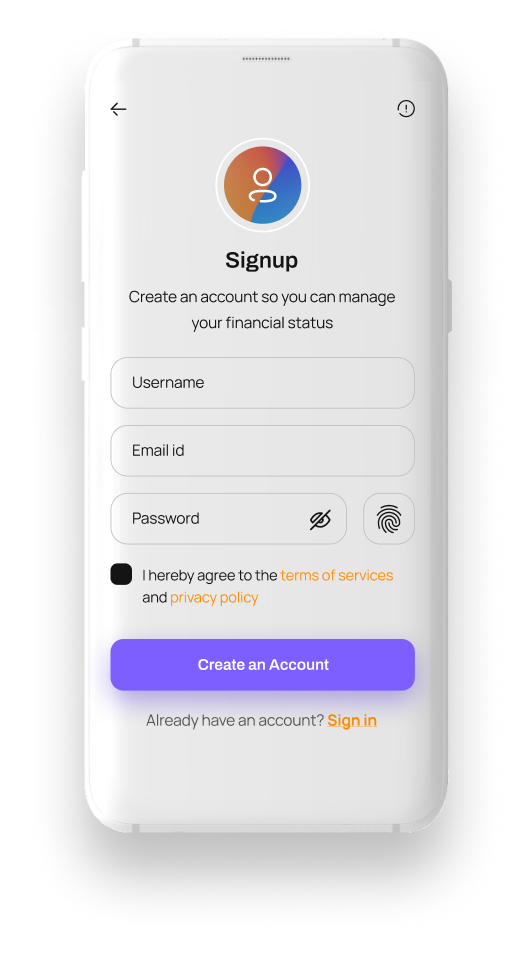 Signup
Create an account so you can manage
your financial status
Username
Email id
Password
I hereby agree to the terms of services
and privacy policy
Create an Account
Already have an account? Sign in